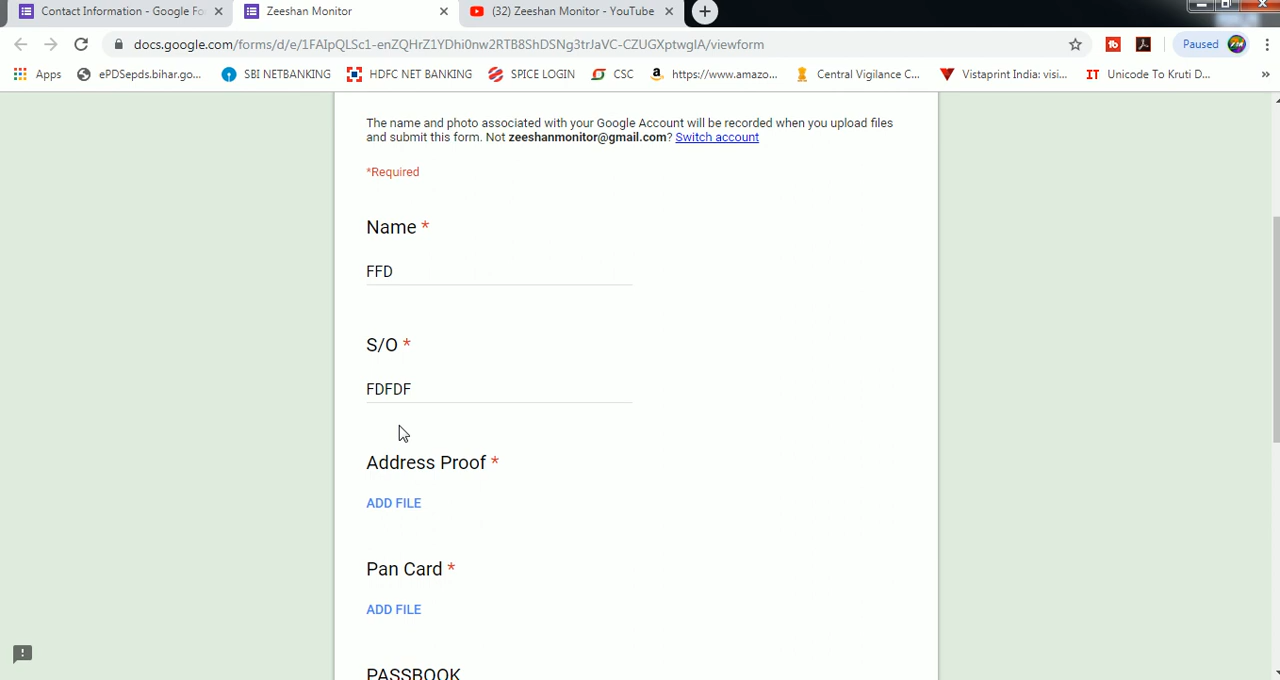 Contact Information - Google Fo
Zeeshan Monitor
(32) Zeeshan Monitor - YouTube
docs.google.com/forms/d/e/1FAIpQLSc1-enZQHrZ1YDhi0nw2RTB8ShDSNg3trJaVC-CZUGXptwgIA/viewform
Paused
Apps
ePDSepds.bihar.go...
SBI NETBANKING
HDFC NET BANKING
SPICE LOGIN
CSC
https://www.amazo...
Central Vigilance C...
Vistaprint India: visi...
IT Unicode To Kruti D...
The name and photo associated with your Google Account will be recorded when you upload files
and submit this form. Not zeeshanmonitor@gmail.com? Switch account
*Required
Name *
FFD
S/O *
FDFDF
Address Proof *
ADD FILE
Pan Card *
ADD FILE
PASSBOOK